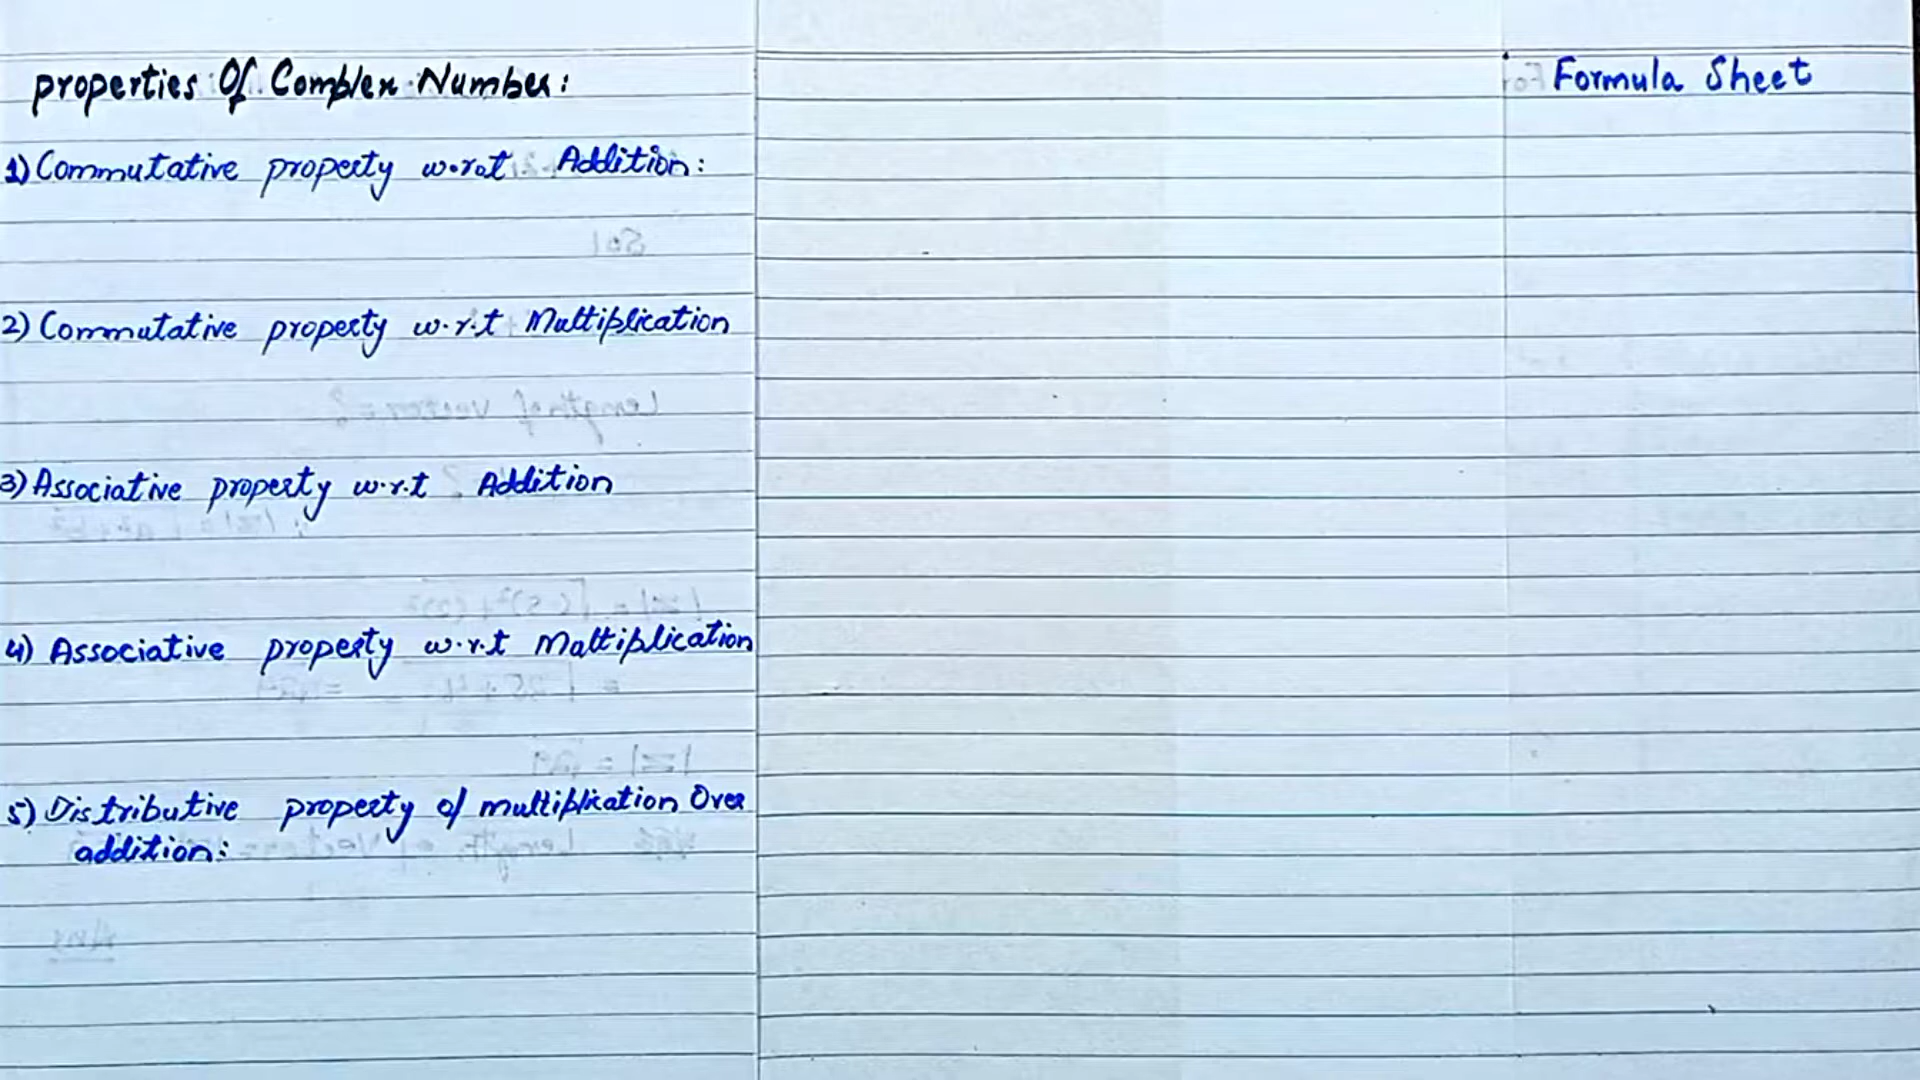 properties Of Complex Number:
Formula Sheet
1) Commutative property w.r.t Addition:
2) Commutative property w.r.t Multiplication
3) Associative property w.r.t Addition
4) Associative property w.r.t Multiplication
5) Distributive property of multiplication Over
addition: